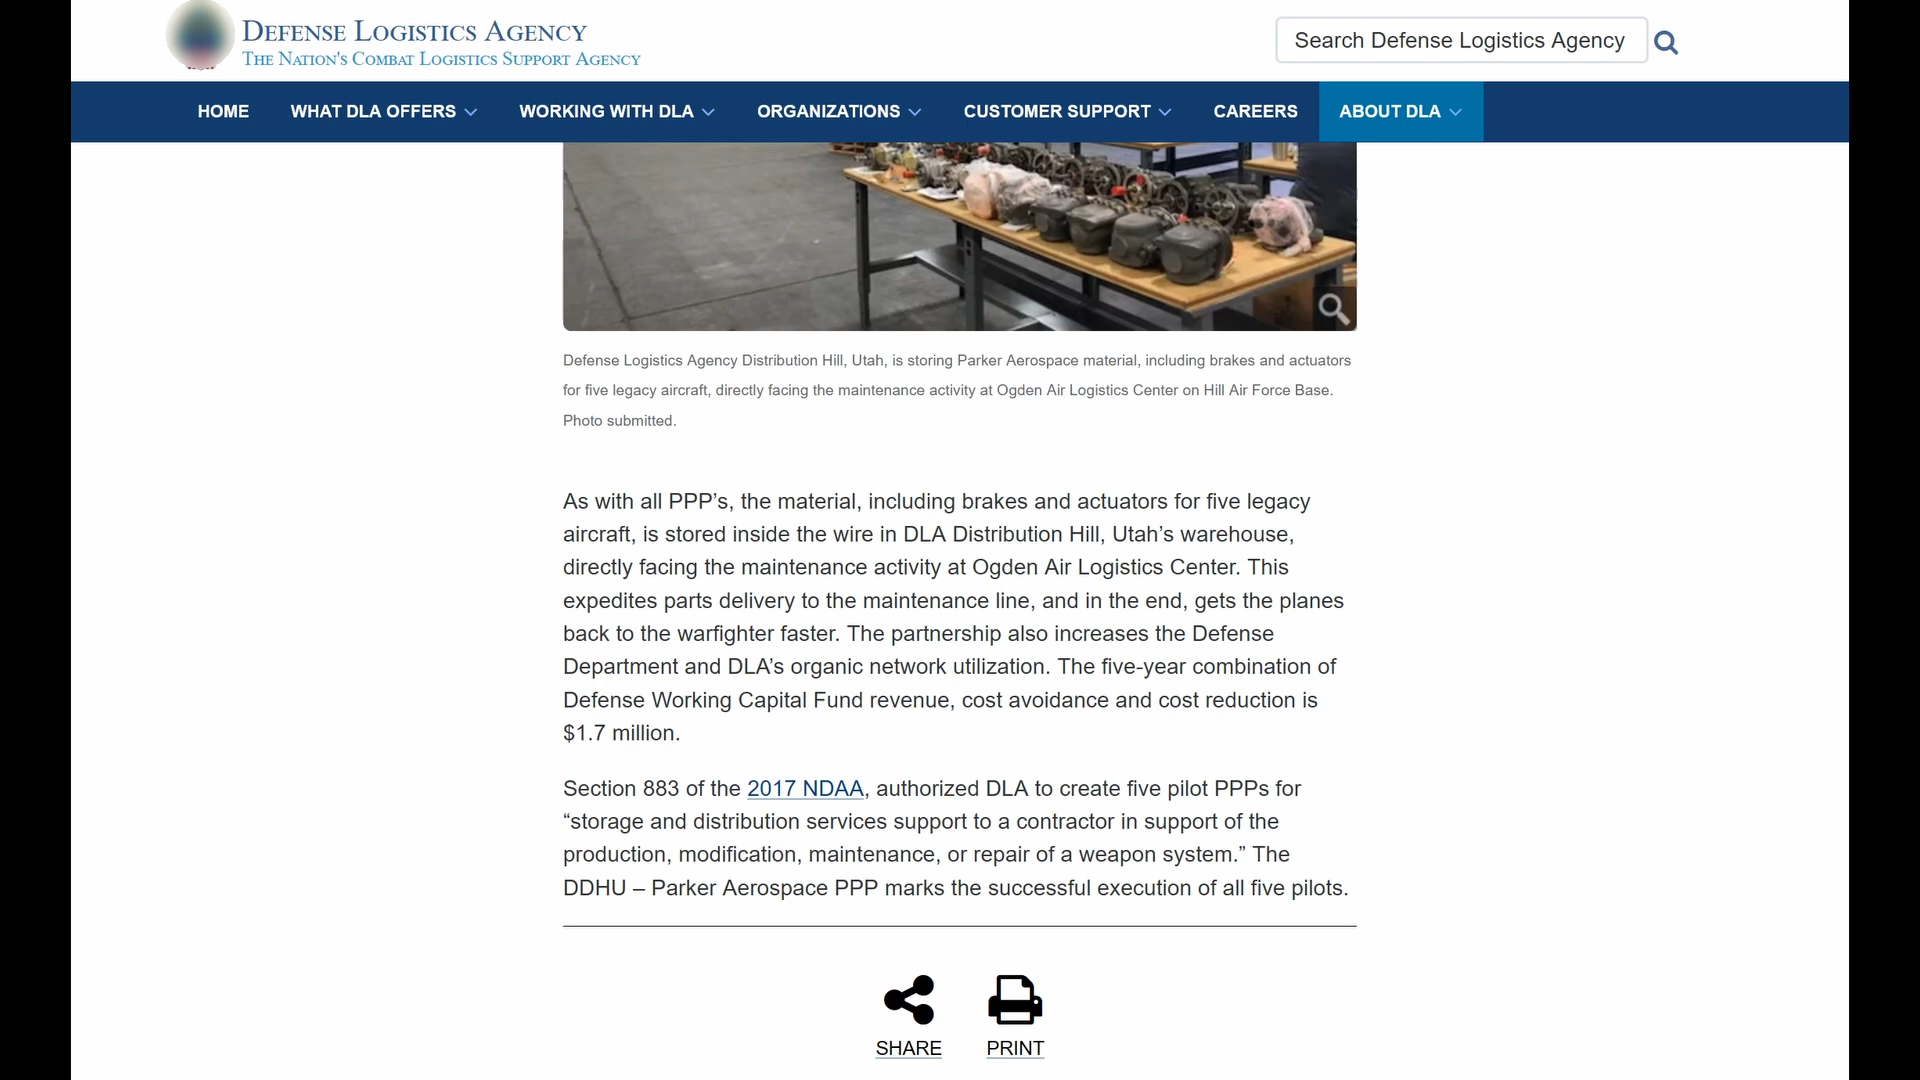 Defense Logistics Agency
The Nation's Combat Logistics Support Agency
Search Defense Logistics Agency
HOME WHAT DLA OFFERS WORKING WITH DLA ORGANIZATIONS CUSTOMER SUPPORT CAREERS ABOUT DLA
Defense Logistics Agency Distribution Hill, Utah, is storing Parker Aerospace material, including brakes and actuators
for five legacy aircraft, directly facing the maintenance activity at Ogden Air Logistics Center on Hill Air Force Base.
Photo submitted.
As with all PPP’s, the material, including brakes and actuators for five legacy
aircraft, is stored inside the wire in DLA Distribution Hill, Utah’s warehouse,
directly facing the maintenance activity at Ogden Air Logistics Center. This
expedites parts delivery to the maintenance line, and in the end, gets the planes
back to the warfighter faster. The partnership also increases the Defense
Department and DLA’s organic network utilization. The five-year combination of
Defense Working Capital Fund revenue, cost avoidance and cost reduction is
$1.7 million.
Section 883 of the 2017 NDAA, authorized DLA to create five pilot PPPs for
“storage and distribution services support to a contractor in support of the
production, modification, maintenance, or repair of a weapon system.” The
DDHU – Parker Aerospace PPP marks the successful execution of all five pilots.
SHARE PRINT